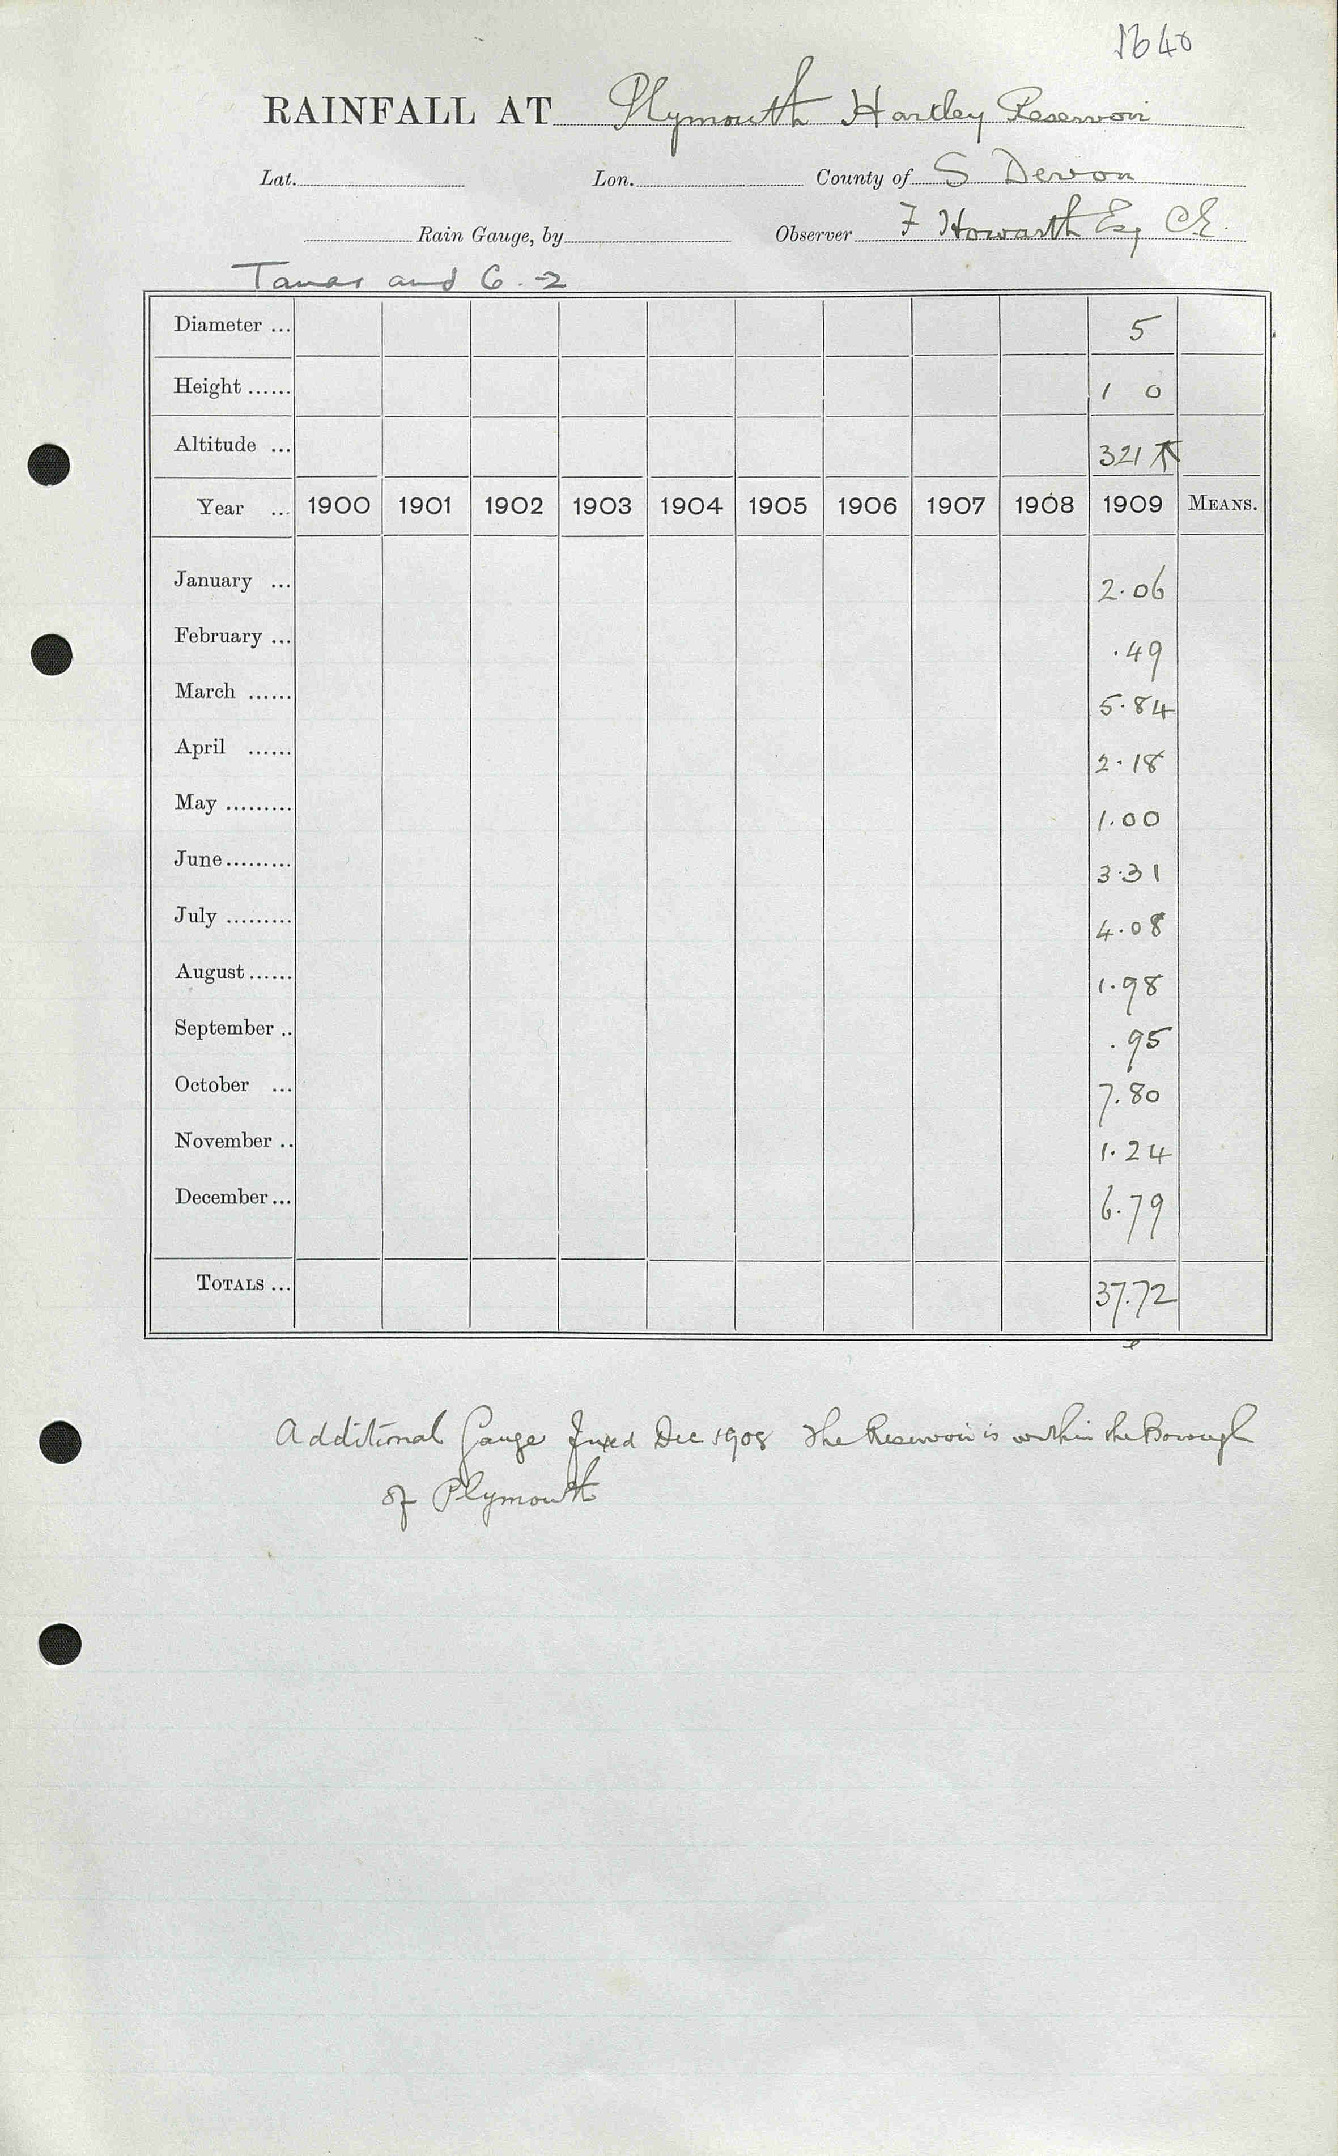 1640
RAINFALL AT Plymouth Hartley Reservoir
Lat. Lon. County of S Devon
Rain Gauge, by Observer F Howarth Esq CE.
Tamar and 6.-2
Diameter ... 5
Height ...... 1 0
Altitude ... 321
Year ... 1900 1901 1902 1903 1904 1905 1906 1907 1908 1909 MEANS.
January ... 2.06
February ... .49
March ...... 5.84
April ...... 2.18
May ......... 1.00
June......... 3.31
July ......... 4.08
August...... 1.98
September .. .95
October ... 7.80
November .. 1.24
December... 6.79
TOTALS ... 37.72
Additional Gauge fixed Dec 1908 The Reservoir is within the Borough
of Plymouth